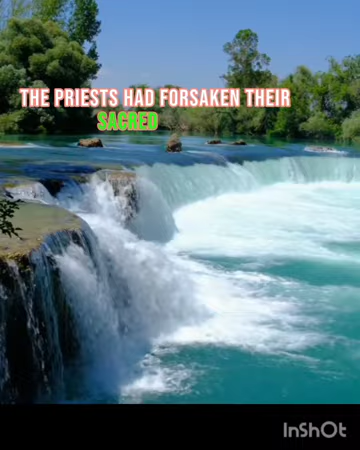 THE PRIESTS HAD FORSAKEN THEIR
SACRED
InShOt